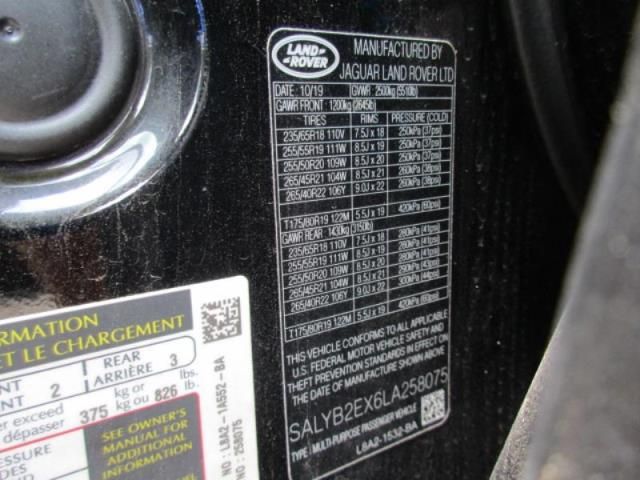 LAND ROVER
MANUFACTURED BY
JAGUAR LAND ROVER LTD
DATE : 10/19 GVWR : 2500kg (5510lb)
GAWR FRONT : 1200kg (2645lb)
TIRES RIMS PRESSURE (COLD)
235/65R18 110V 7.5J x 18 250kPa (37psi)
255/55R19 111W 8.5J x 19 250kPa (37psi)
255/50R20 109W 8.5J x 20 250kPa (37psi)
265/45R21 104W 8.5J x 21 260kPa (38psi)
265/40R22 106Y 9.0J x 22 260kPa (38psi)
T175/80R19 122M 5.5J x 19 420kPa (60psi)
GAWR REAR : 1430kg (3150lb)
235/65R18 110V 7.5J x 18 280kPa (41psi)
255/55R19 111W 8.5J x 19 280kPa (41psi)
255/50R20 109W 8.5J x 20 280kPa (41psi)
265/45R21 104W 8.5J x 21 290kPa (43psi)
265/40R22 106Y 9.0J x 22 300kPa (44psi)
T175/80R19 122M 5.5J x 19 420kPa (60psi)
THIS VEHICLE CONFORMS TO ALL APPLICABLE
U.S. FEDERAL MOTOR VEHICLE SAFETY AND
THEFT PREVENTION STANDARDS IN EFFECT ON
THE DATE OF MANUFACTURE SHOWN ABOVE.
SALYB2EX6LA258075
TYPE : MULTI-PURPOSE PASSENGER VEHICLE
L8A2-1532-BA
ORMATION
ET LE CHARGEMENT
NT 2 REAR 3
NT ARRIÈRE
er exceed 375 kg or 826 lbs.
dépasser kg ou lb.
ESSURE
DES
D
SEE OWNER'S
MANUAL FOR
ADDITIONAL
INFORMATION
NO : L8A2 -1A552-BA
NO : 258075